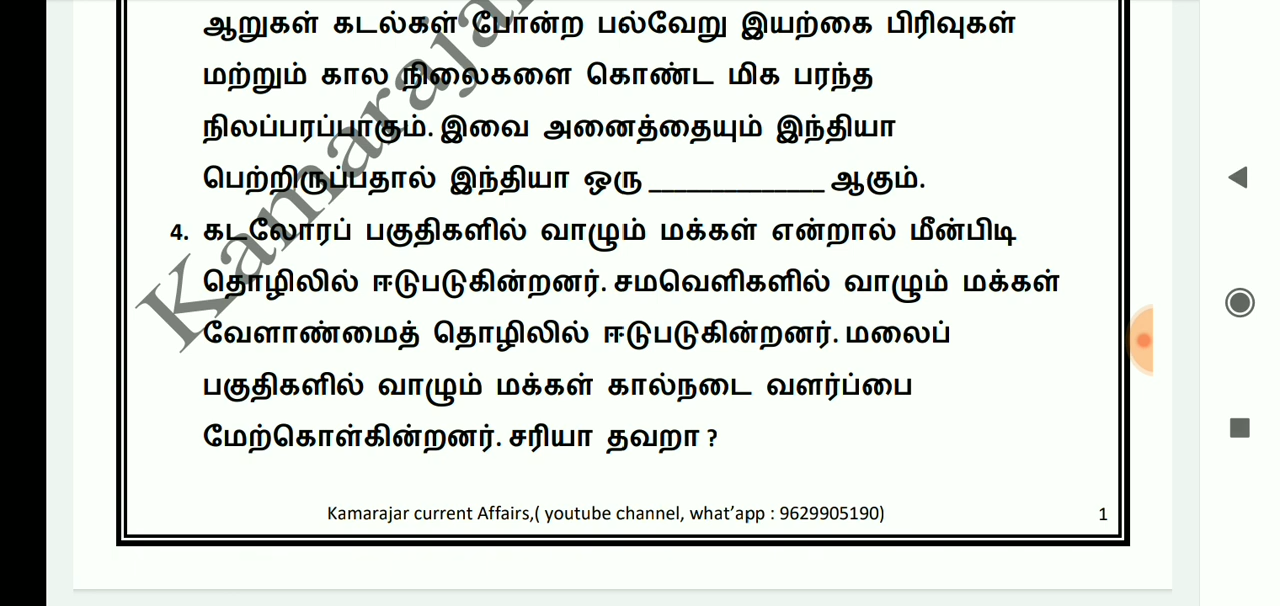 ஆறுகள் கடல்கள் போன்ற பல்வேறு இயற்கை பிரிவுகள்
மற்றும் கால நிலைகளை கொண்ட மிக பரந்த
நிலப்பரப்பாகும். இவை அனைத்தையும் இந்தியா
பெற்றிருப்பதால் இந்தியா ஒரு ______________ ஆகும்.
4. கடலோரப் பகுதிகளில் வாழும் மக்கள் என்றால் மீன்பிடி
தொழிலில் ஈடுபடுகின்றனர். சமவெளிகளில் வாழும் மக்கள்
வேளாண்மைத் தொழிலில் ஈடுபடுகின்றனர். மலைப்
பகுதிகளில் வாழும் மக்கள் கால்நடை வளர்ப்பை
மேற்கொள்கின்றனர். சரியா தவறா ?
Kamarajar
Kamarajar current Affairs,( youtube channel, what’app : 9629905190) 1